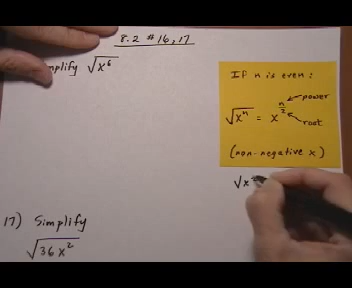 8.2 #16, 17
mplify √x⁶
If n is even:
power
√xⁿ = x^(n/2)
root
(non-negative x)
√x
17) Simplify
√36x²